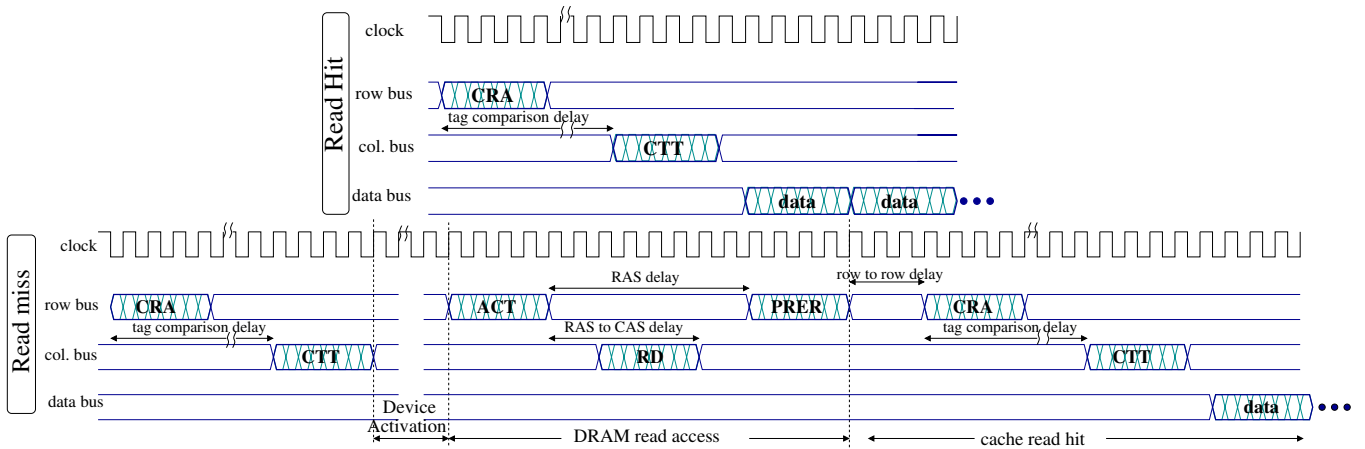 Read Hit
clock
row bus CRA
tag comparison delay
col. bus CTT
data bus data data
Read miss
clock
RAS delay row to row delay
row bus CRA ACT PRER CRA
tag comparison delay RAS to CAS delay tag comparison delay
col. bus CTT RD CTT
data bus data
Device
Activation
DRAM read access cache read hit